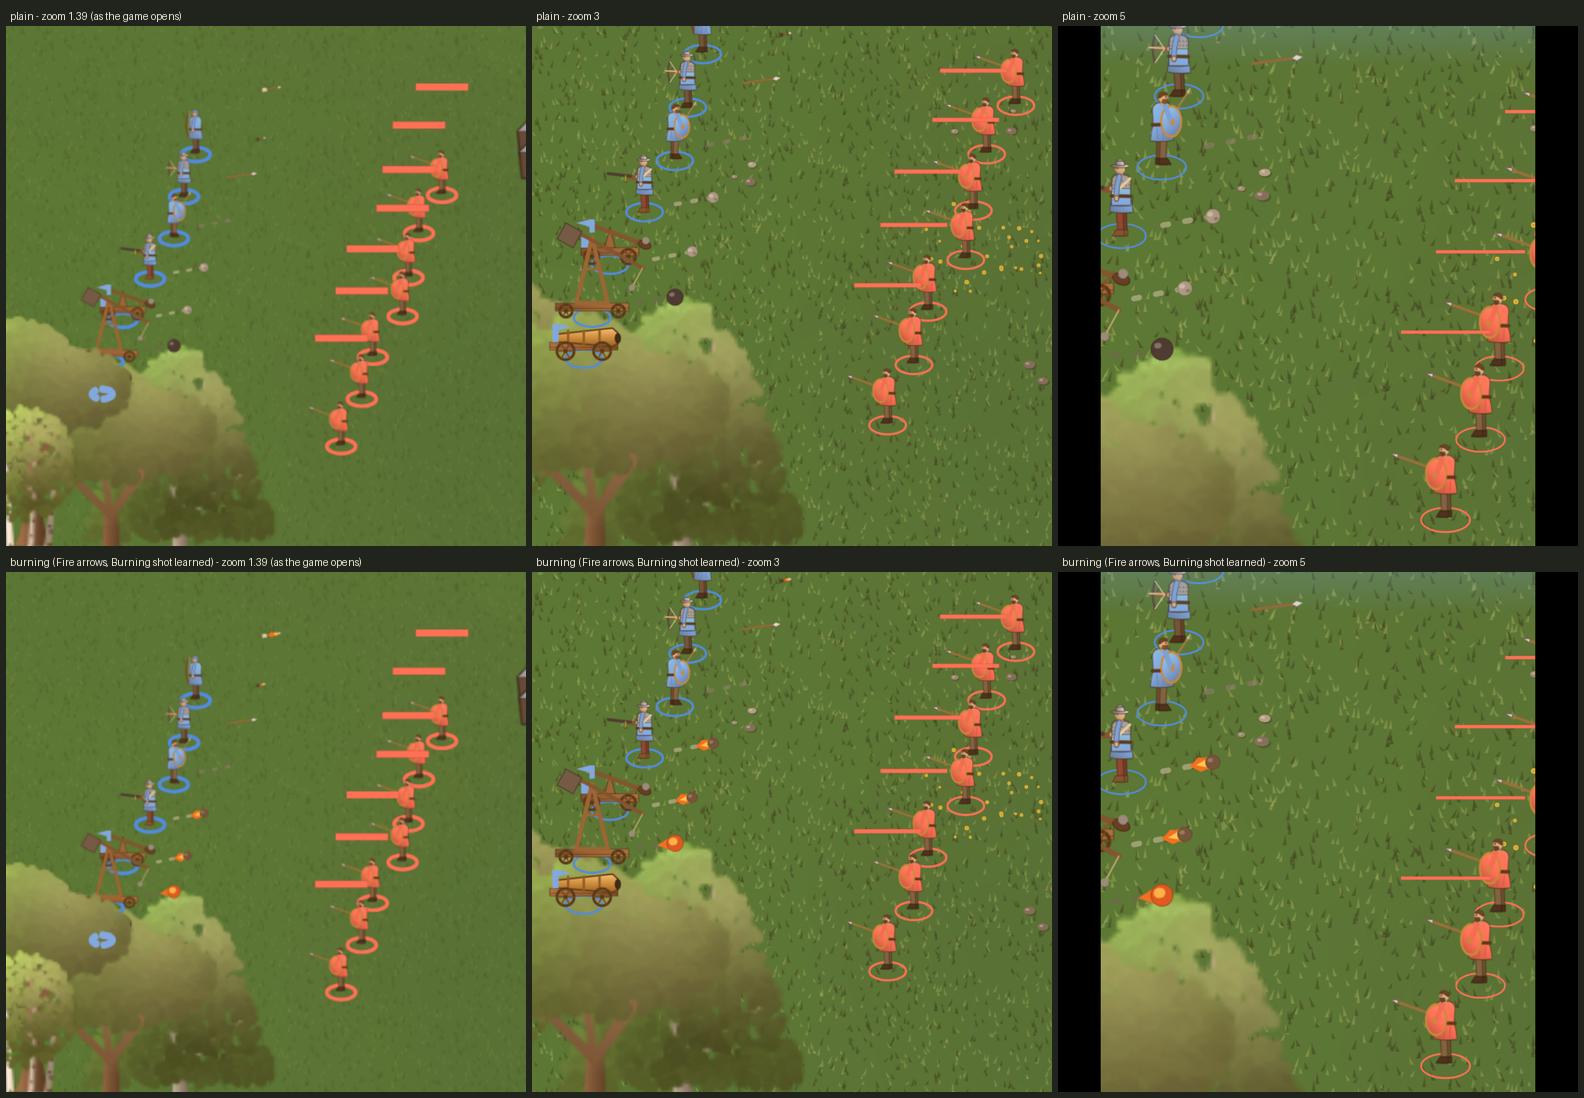 plain - zoom 1.39 (as the game opens)
plain - zoom 3
plain - zoom 5
burning (Fire arrows, Burning shot learned) - zoom 1.39 (as the game opens)
burning (Fire arrows, Burning shot learned) - zoom 3
burning (Fire arrows, Burning shot learned) - zoom 5